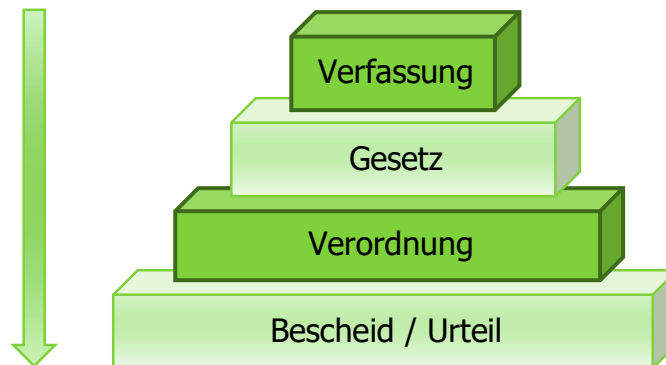 Verfassung
Gesetz
Verordnung
Bescheid / Urteil